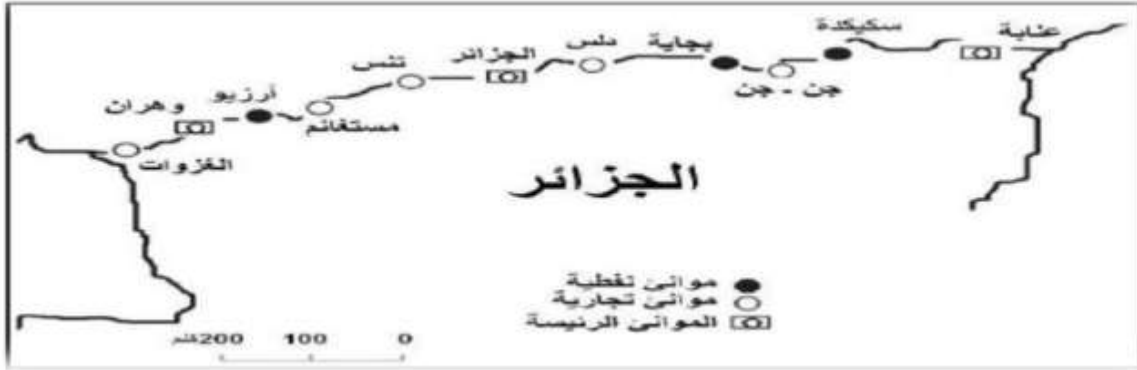 عنابة
سكيكدة
جن - جن
بجاية
دلس
الجزائر
تنس
مستغانم
أرزيو
وهران
الغزوات
الجزائر
موانئ نفطية
موانئ تجارية
الموانئ الرئيسة
0 100 200كلم